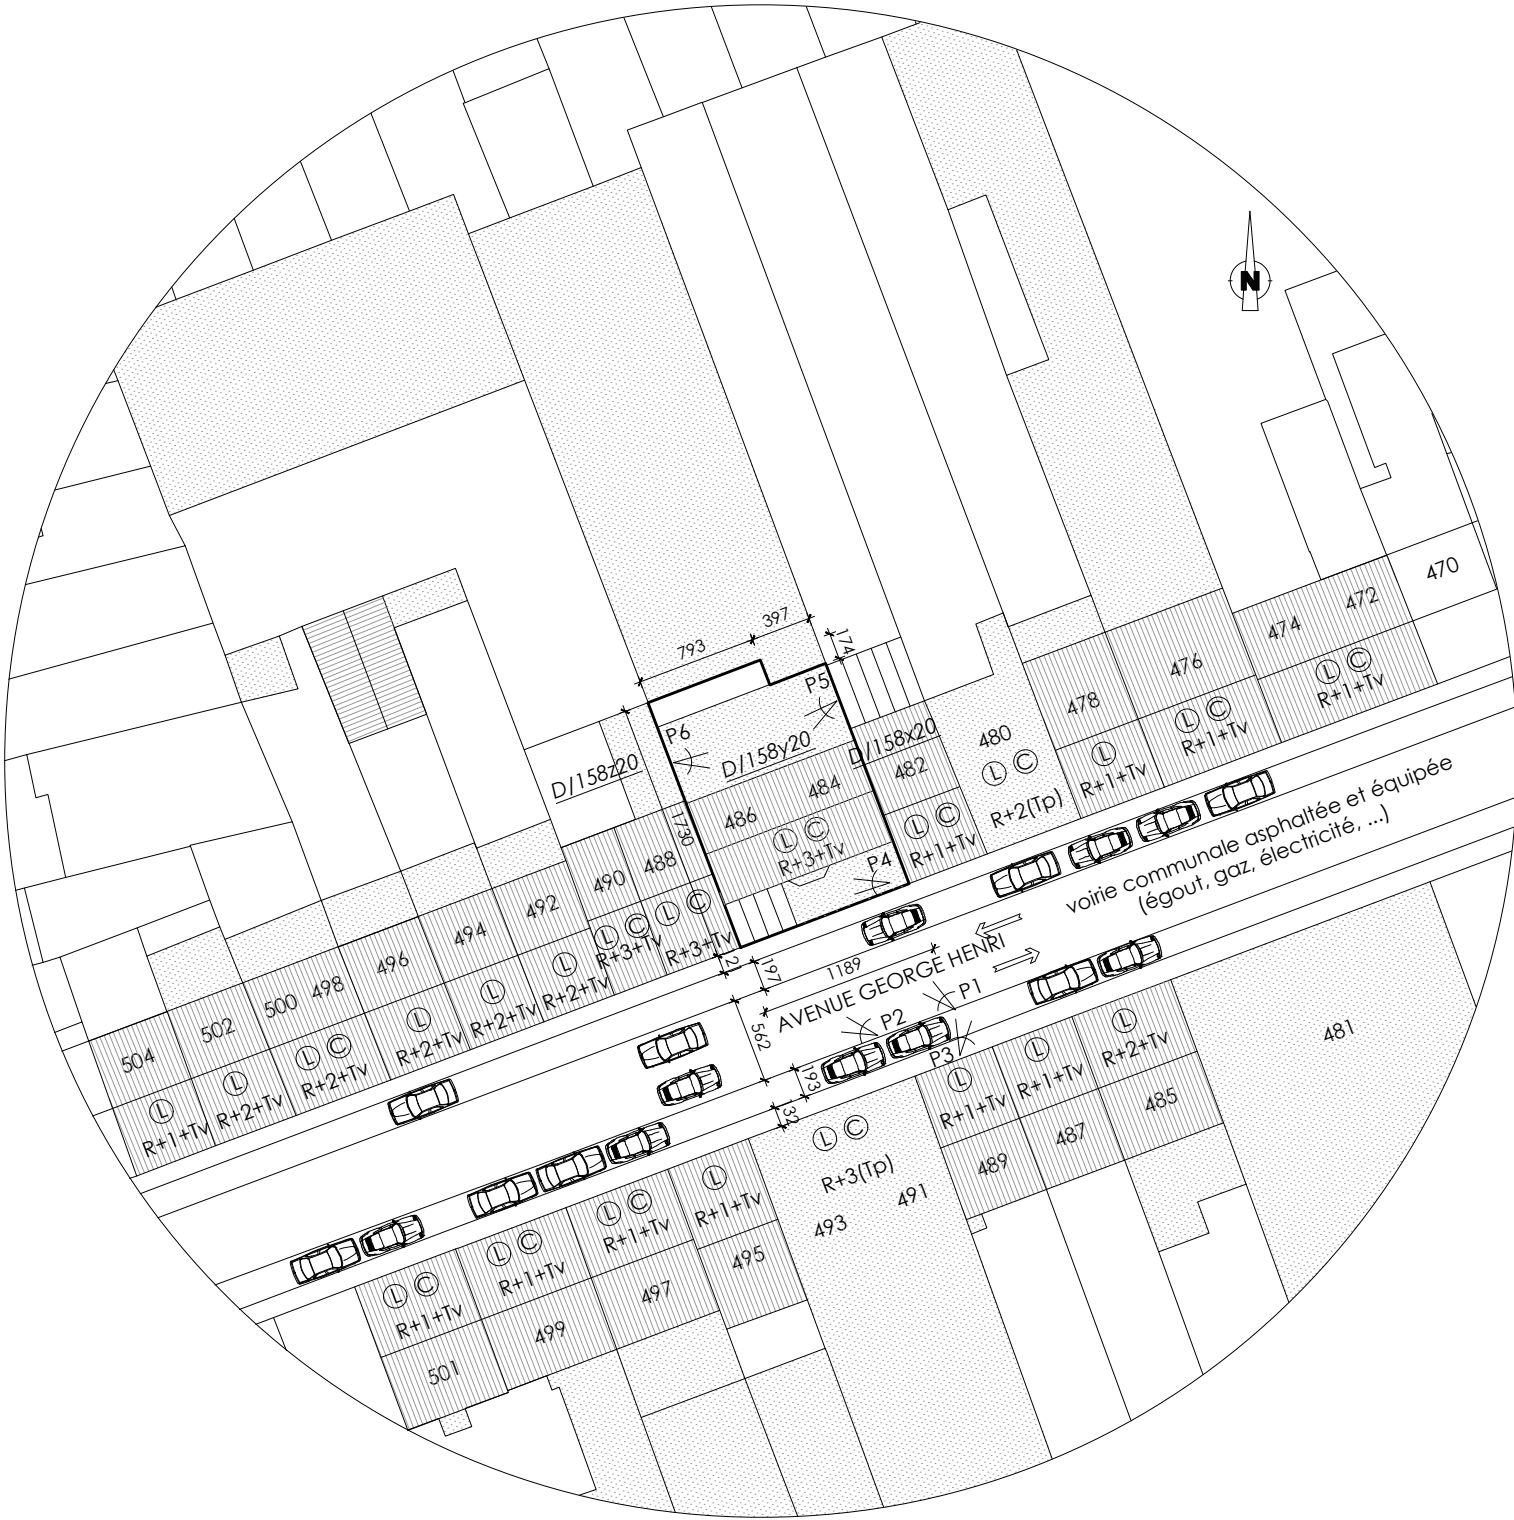 N
470
472
474
Ⓛ Ⓒ
R+1+Tv
476
Ⓛ Ⓒ
R+1+Tv
478
Ⓛ
R+1+Tv
480
Ⓛ Ⓒ
R+2(Tp)
397
793
174
P5
P6
D/158z20
D/158y20
D/158x20
482
Ⓛ Ⓒ
R+1+Tv
484
486
Ⓛ Ⓒ
R+3+Tv
P4
1730
488
Ⓛ Ⓒ
R+3+Tv
490
Ⓛ Ⓒ
R+3+Tv
492
Ⓛ
R+2+Tv
494
Ⓛ
R+2+Tv
496
Ⓛ
R+2+Tv
498
500
Ⓛ Ⓒ
R+2+Tv
502
Ⓛ
R+2+Tv
504
Ⓛ
R+1+Tv
voirie communale asphaltée et équipée
(égout, gaz, électricité, ...)
197
1189
AVENUE GEORGE HENRI
562
193
132
P1
P2
P3
481
Ⓛ
R+2+Tv
485
Ⓛ
R+1+Tv
487
Ⓛ
R+1+Tv
489
Ⓛ Ⓒ
R+3(Tp)
491
493
Ⓛ
R+1+Tv
495
Ⓛ Ⓒ
R+1+Tv
497
Ⓛ Ⓒ
R+1+Tv
499
Ⓛ Ⓒ
R+1+Tv
501